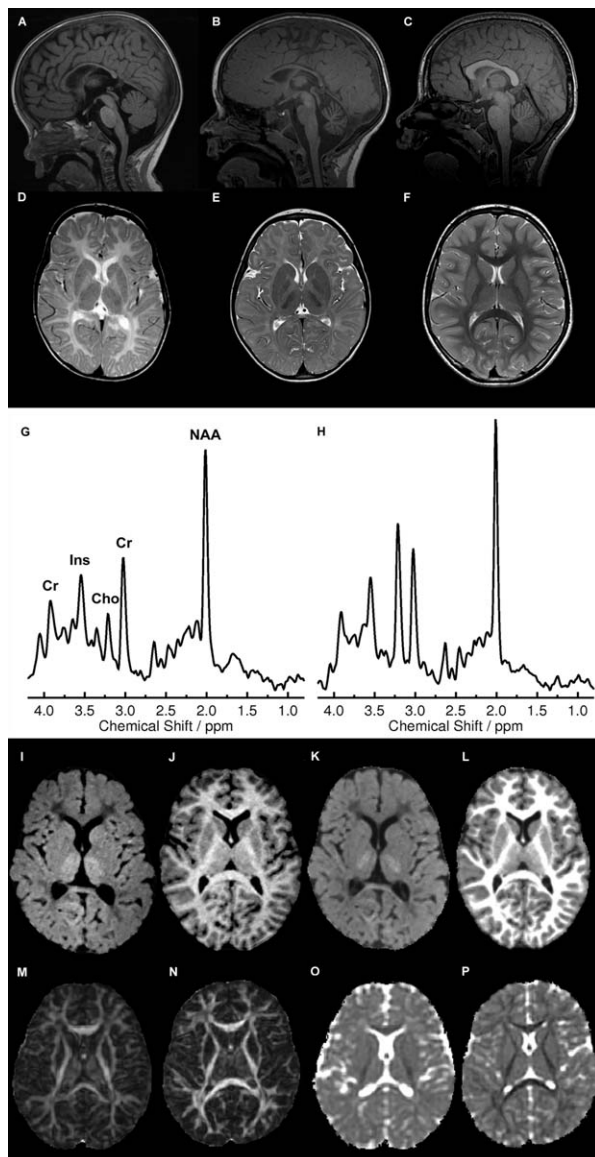 A B C
D E F
G NAA H
Cr
Ins
Cr Cho
4.0 3.5 3.0 2.5 2.0 1.5 1.0 4.0 3.5 3.0 2.5 2.0 1.5 1.0
Chemical Shift / ppm Chemical Shift / ppm
I J K L
M N O P